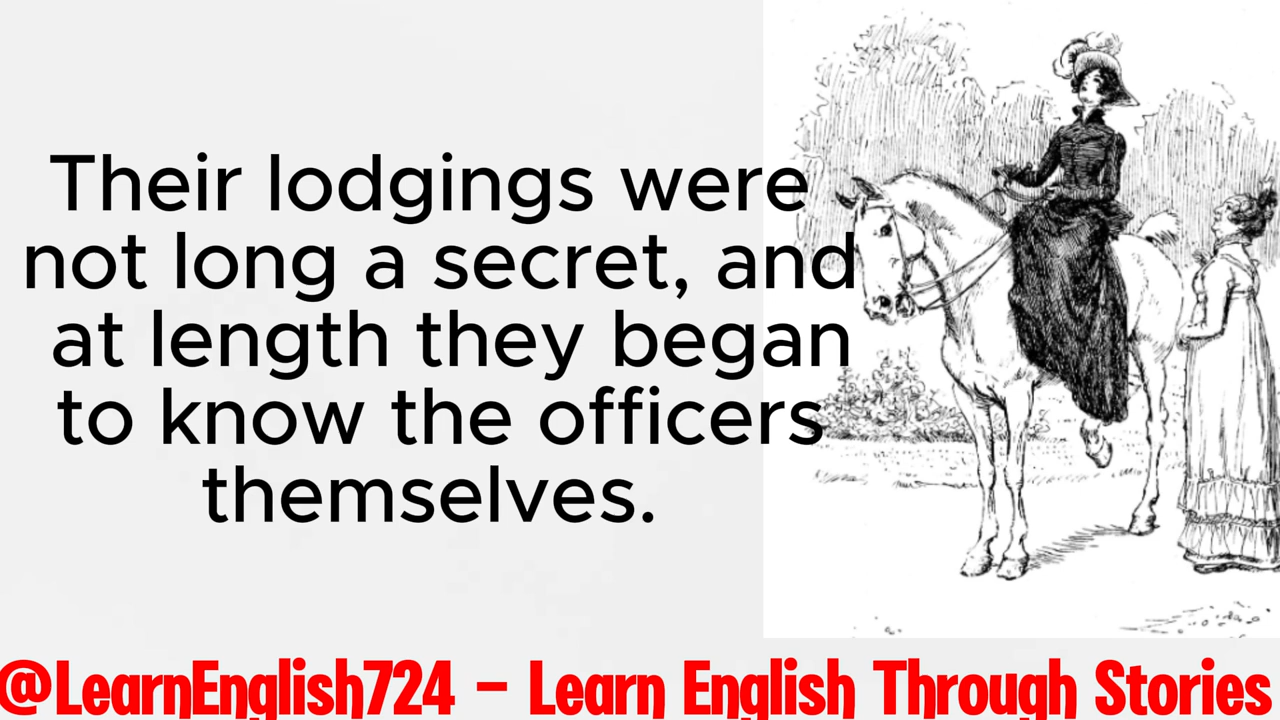 Their lodgings were
not long a secret, and
at length they began
to know the officers
themselves.
@LearnEnglish724 – Learn English Through Stories